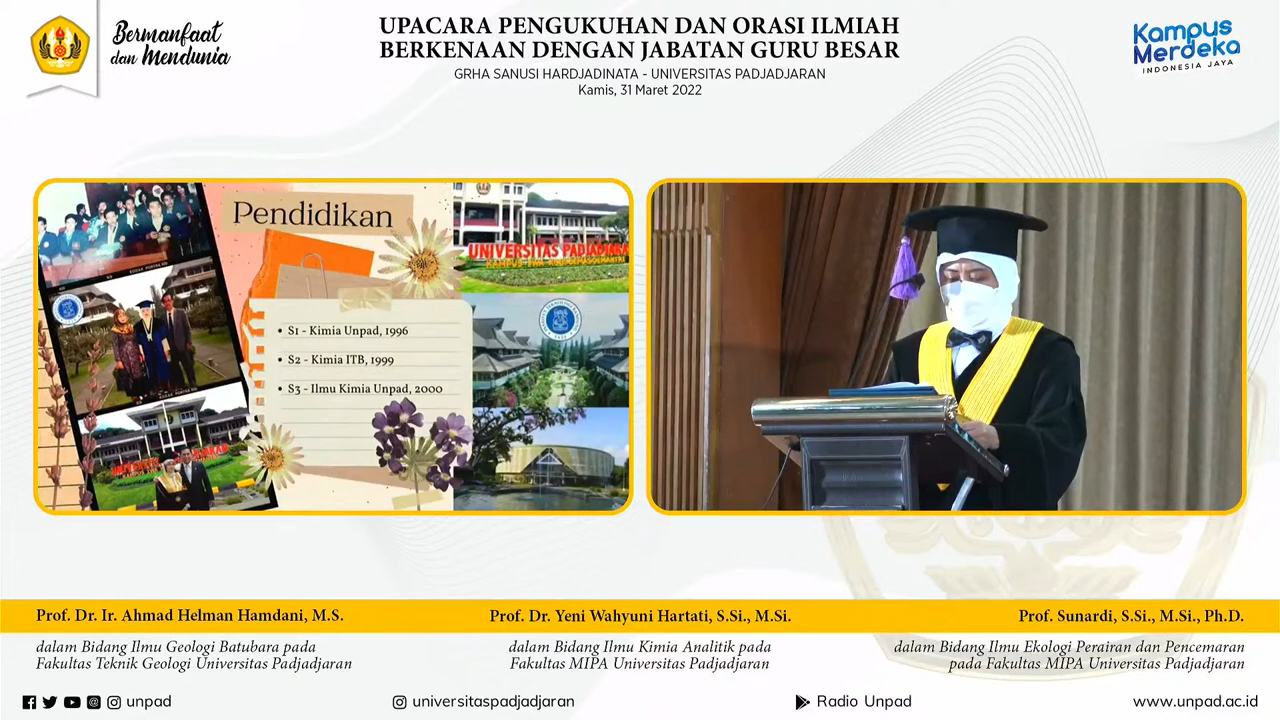 Bermanfaat
dan Mendunia
UPACARA PENGUKUHAN DAN ORASI ILMIAH
BERKENAAN DENGAN JABATAN GURU BESAR
GRHA SANUSI HARDJADINATA - UNIVERSITAS PADJADJARAN
Kamis, 31 Maret 2022
Kampus
Merdeka
INDONESIA JAYA
Pendidikan
• S1 - Kimia Unpad, 1996
• S2 - Kimia ITB, 1999
• S3 - Ilmu Kimia Unpad, 2000
UNIVERSITAS PADJADJARAN
Prof. Dr. Ir. Ahmad Helman Hamdani, M.S.
dalam Bidang Ilmu Geologi Batubara pada
Fakultas Teknik Geologi Universitas Padjadjaran
Prof. Dr. Yeni Wahyuni Hartati, S.Si., M.Si.
dalam Bidang Ilmu Kimia Analitik pada
Fakultas MIPA Universitas Padjadjaran
Prof. Sunardi, S.Si., M.Si., Ph.D.
dalam Bidang Ilmu Ekologi Perairan dan Pencemaran
pada Fakultas MIPA Universitas Padjadjaran
unpad
universitaspadjadjaran
Radio Unpad
www.unpad.ac.id